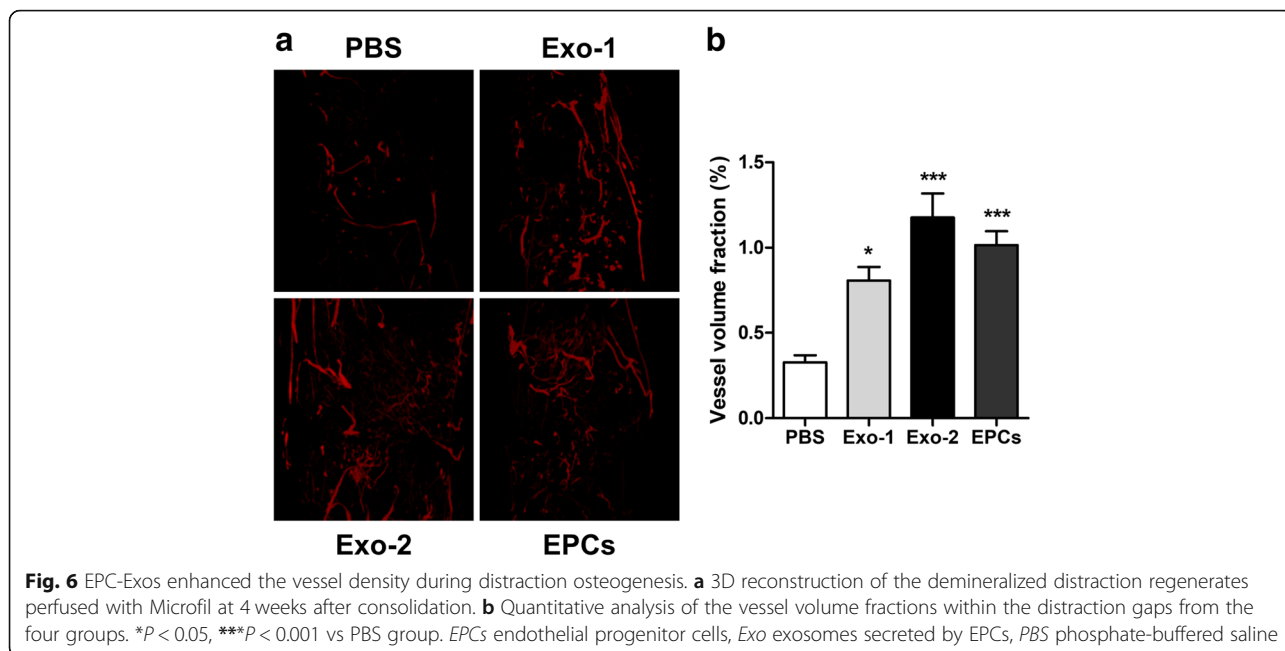 a
PBS
Exo-1
Exo-2
EPCs
b
Vessel volume fraction (%)
1.5
1.0
0.5
0.0
*
***
***
PBS
Exo-1
Exo-2
EPCs
Fig. 6 EPC-Exos enhanced the vessel density during distraction osteogenesis. a 3D reconstruction of the demineralized distraction regenerates
perfused with Microfil at 4 weeks after consolidation. b Quantitative analysis of the vessel volume fractions within the distraction gaps from the
four groups. *P < 0.05, ***P < 0.001 vs PBS group. EPCs endothelial progenitor cells, Exo exosomes secreted by EPCs, PBS phosphate-buffered saline